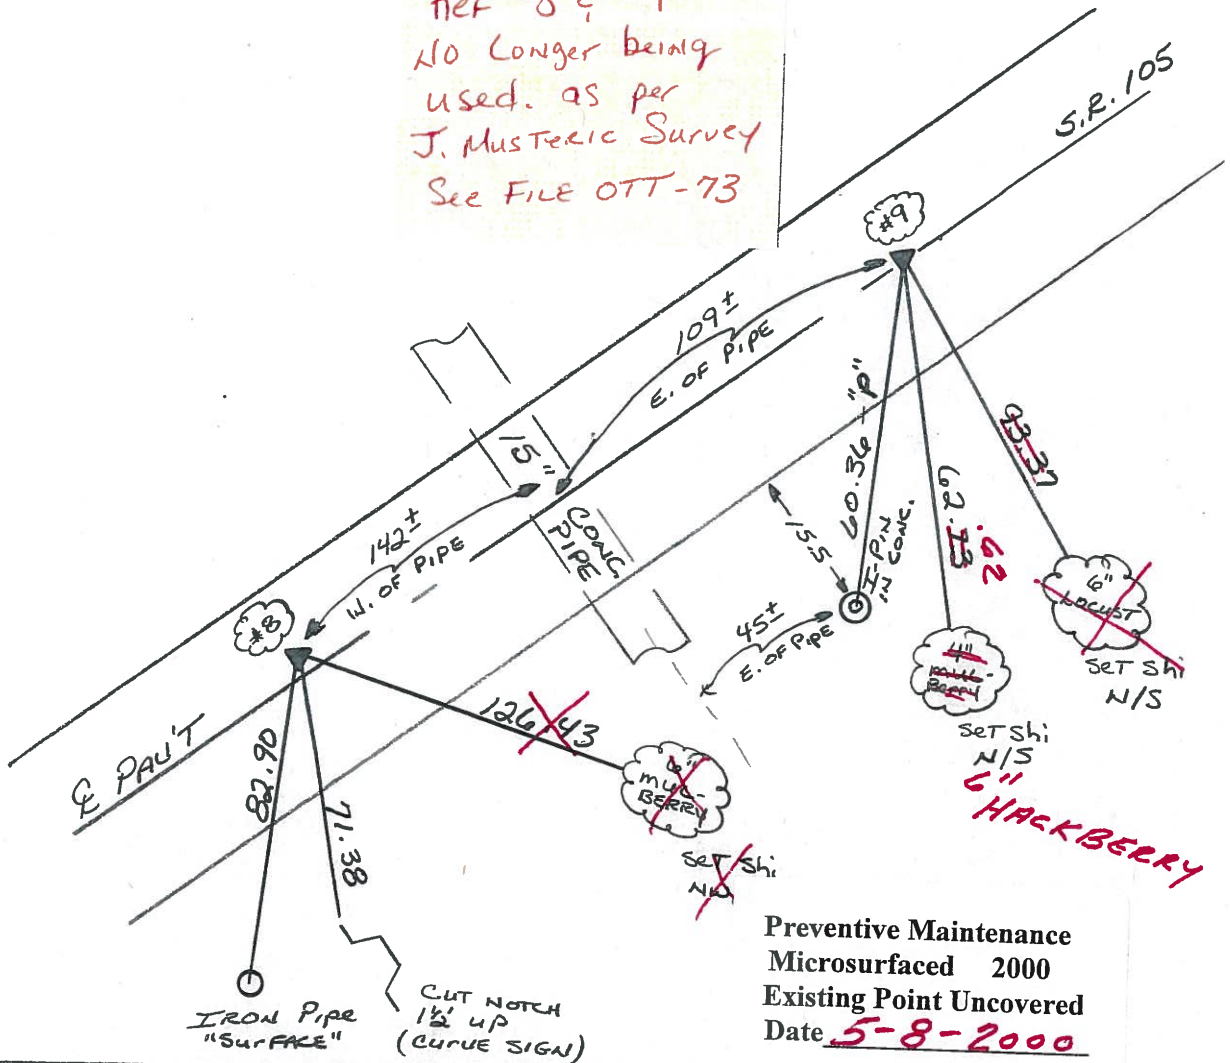 No Longer being
used. as per
J. Musteric Survey
See FILE OTT-73
S.R. 105
#9
109±
E. OF PIPE
15"
CONC.
PIPE
142±
W. OF PIPE
#8
℄ PAV'T
60.36 - "P"
I-PIN
IN CONC.
15.5
45±
E. OF PIPE
62.
.62
93.37
6"
LOCUST
SET Shi
N/S
4"
MUL-
BERRY
SET Shi
N/S
6"
HACKBERRY
126.43
6"
MUL-
BERRY
SET Shi
NW
82.90
71.38
IRON PIPE
"SURFACE"
CUT NOTCH
1½' UP
(CURVE SIGN)
Preventive Maintenance
Microsurfaced 2000
Existing Point Uncovered
Date 5-8-2000